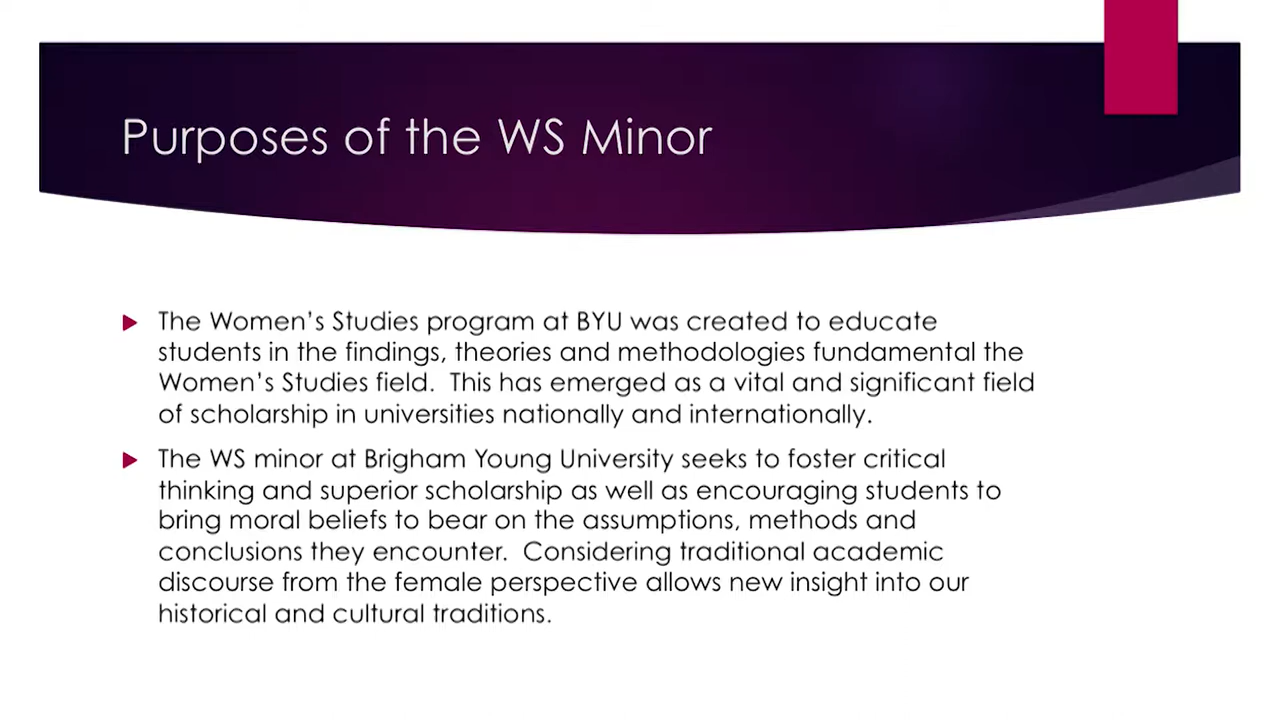 Purposes of the WS Minor
The Women's Studies program at BYU was created to educate
students in the findings, theories and methodologies fundamental the
Women's Studies field.  This has emerged as a vital and significant field
of scholarship in universities nationally and internationally.
The WS minor at Brigham Young University seeks to foster critical
thinking and superior scholarship as well as encouraging students to
bring moral beliefs to bear on the assumptions, methods and
conclusions they encounter.  Considering traditional academic
discourse from the female perspective allows new insight into our
historical and cultural traditions.